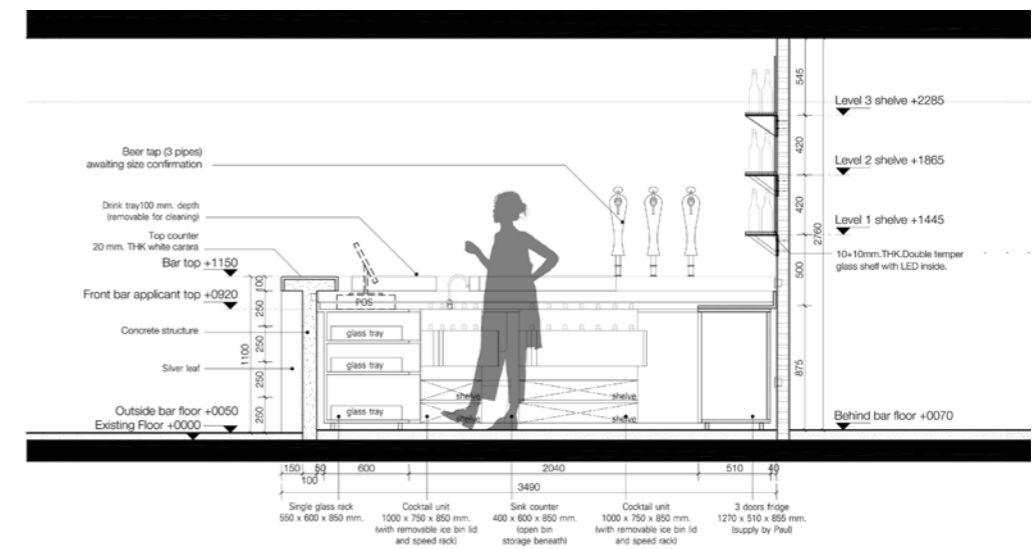 545
Level 3 shelve +2285
Beer tap (3 pipes)
awaiting size confirmation
420
Level 2 shelve +1865
Drink tray100 mm. depth
(removable for cleaning)
420
Level 1 shelve +1445
2760
Top counter
20 mm. THK white carara
10+10mm.THK.Double temper
glass shelf with LED inside.
Bar top +1150
500
100
Front bar applicant top +0920
POS
250
Concrete structure
glass tray
250
1100
Silver leaf
glass tray
250
875
shelve
shelve
Outside bar floor +0050
250
glass tray
shelve
shelve
Behind bar floor +0070
Existing Floor +0000
150
50
600
2040
510
40
100
3490
Single glass rack
550 x 600 x 850 mm.
Cocktail unit
1000 x 750 x 850 mm.
(with removable ice bin lid
and speed rack)
Sink counter
400 x 600 x 850 mm.
(open bin
storage beneath)
Cocktail unit
1000 x 750 x 850 mm.
(with removable ice bin lid
and speed rack)
3 doors fridge
1270 x 510 x 855 mm.
(supply by Paul)